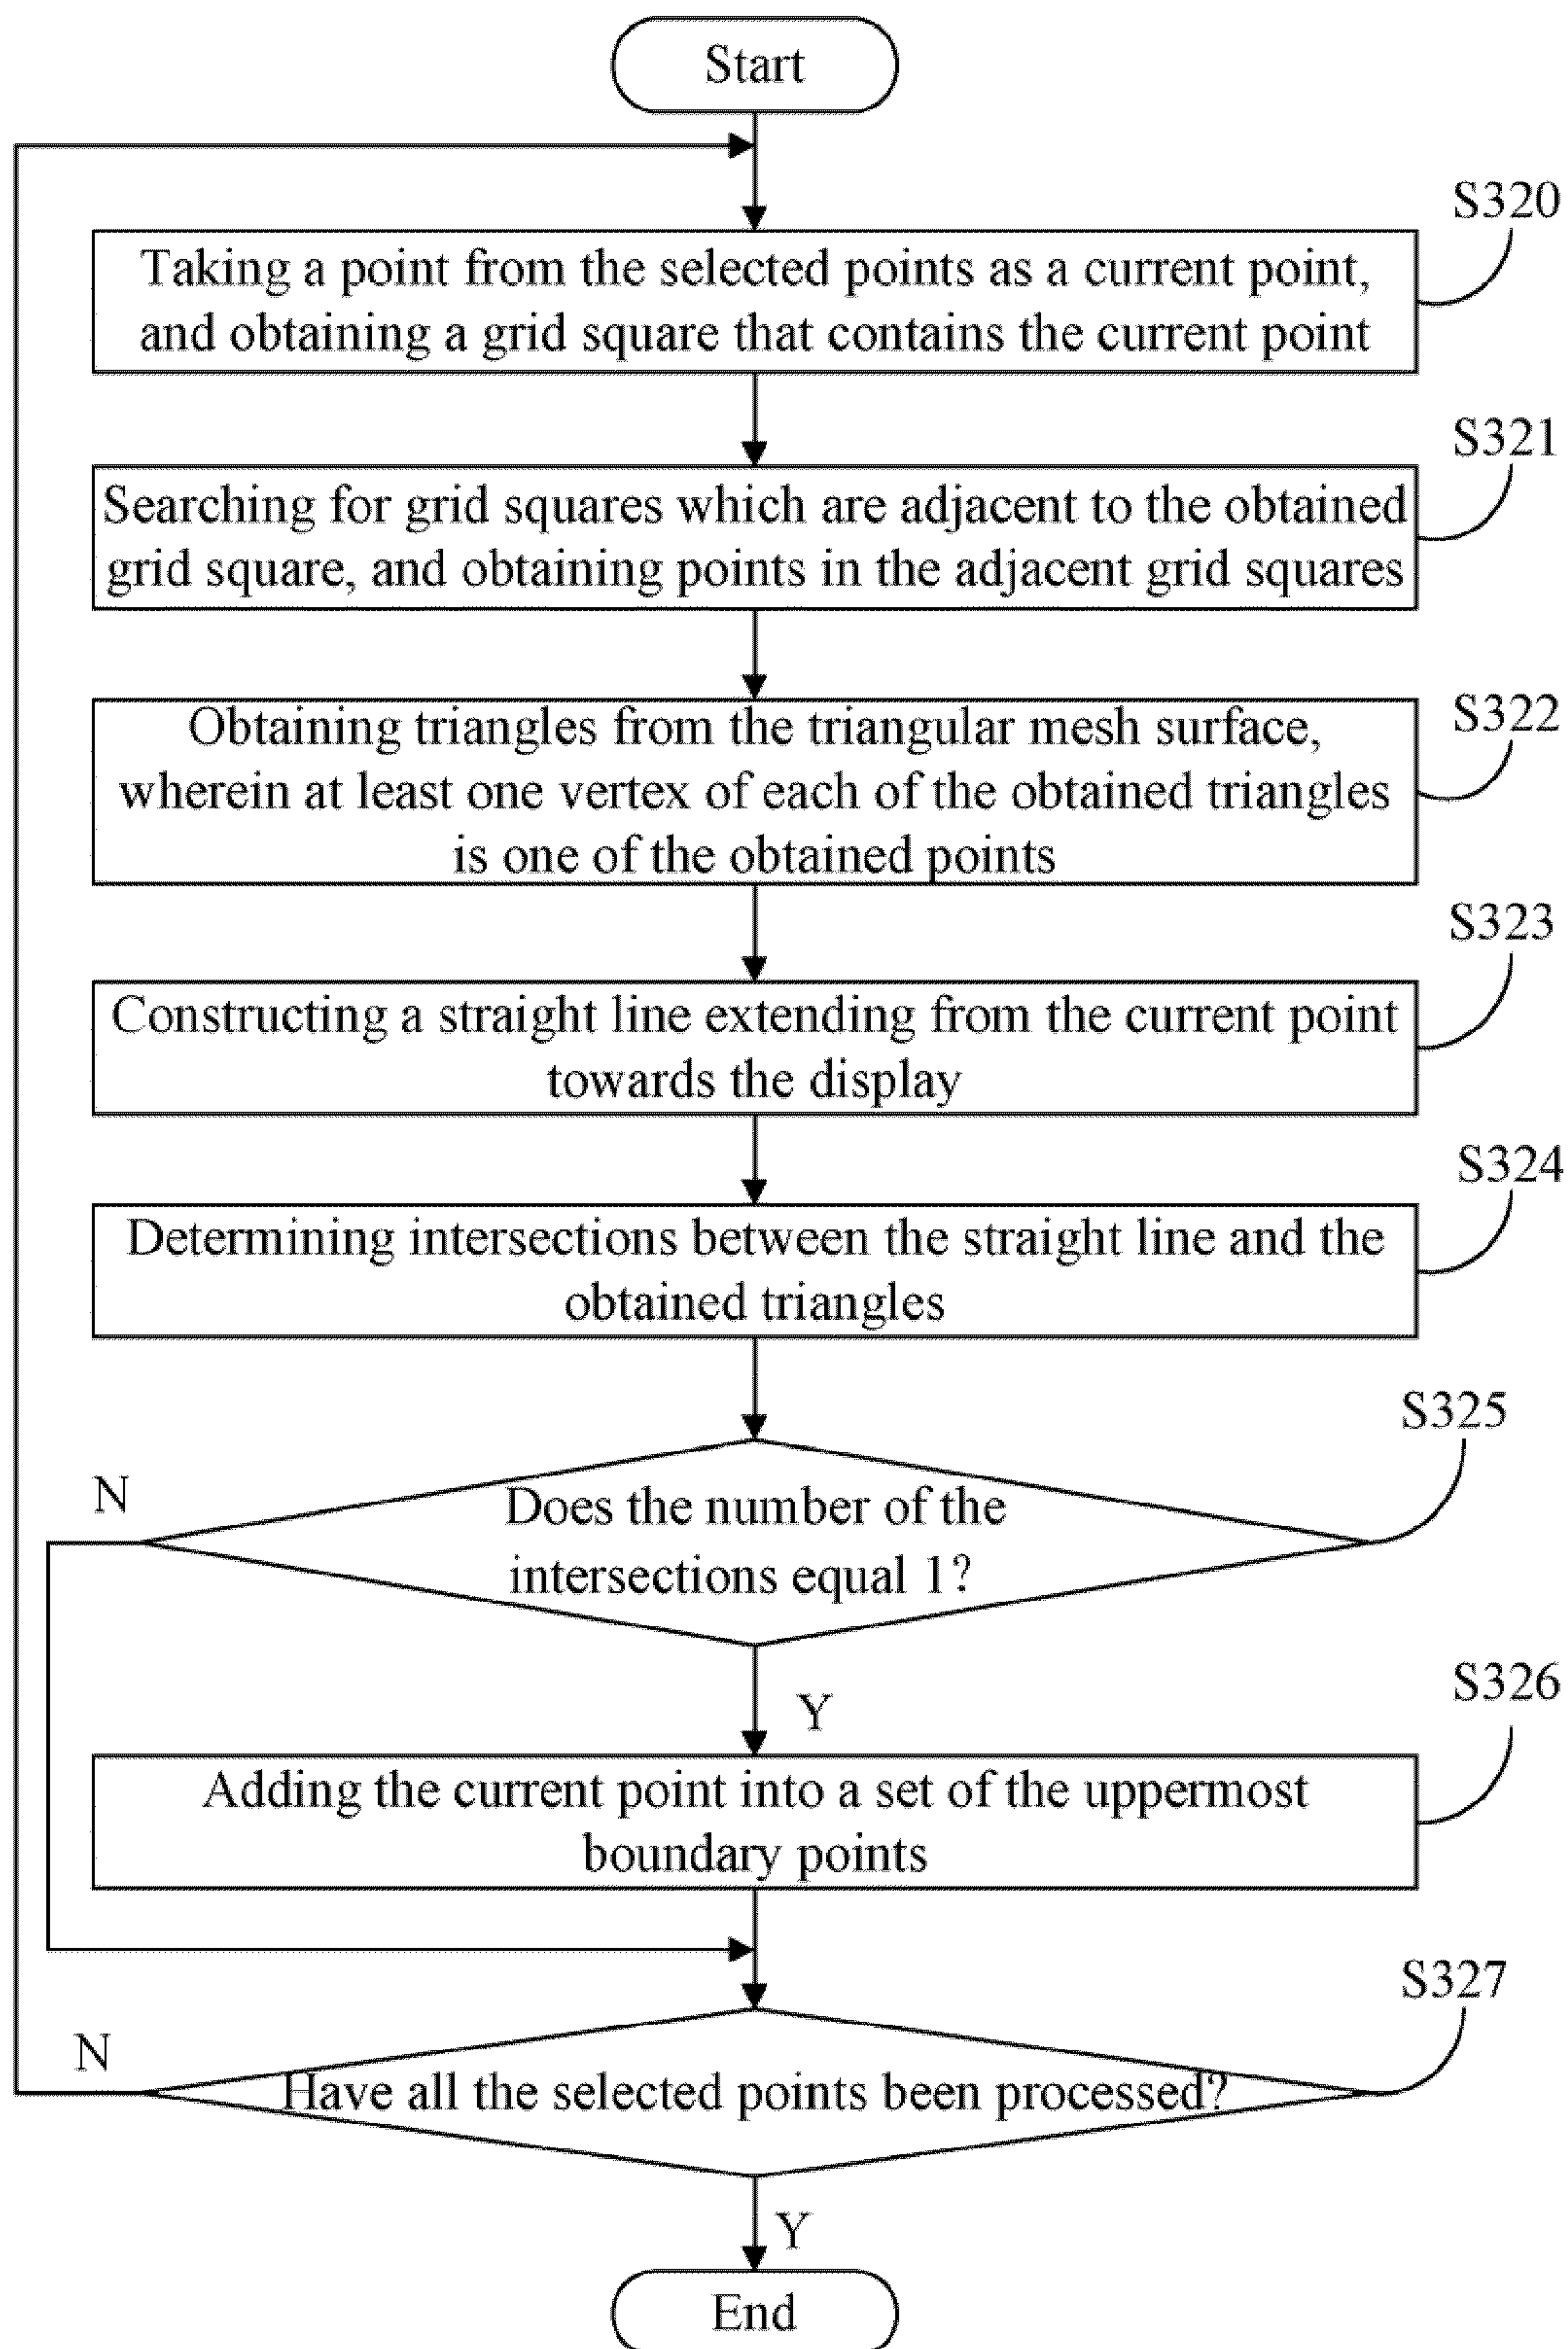 Start
S320
Taking a point from the selected points as a current point,
and obtaining a grid square that contains the current point
S321
Searching for grid squares which are adjacent to the obtained
grid square, and obtaining points in the adjacent grid squares
S322
Obtaining triangles from the triangular mesh surface,
wherein at least one vertex of each of the obtained triangles
is one of the obtained points
S323
Constructing a straight line extending from the current point
towards the display
S324
Determining intersections between the straight line and the
obtained triangles
S325
N
Does the number of the
intersections equal 1?
Y
S326
Adding the current point into a set of the uppermost
boundary points
S327
N
Have all the selected points been processed?
Y
End